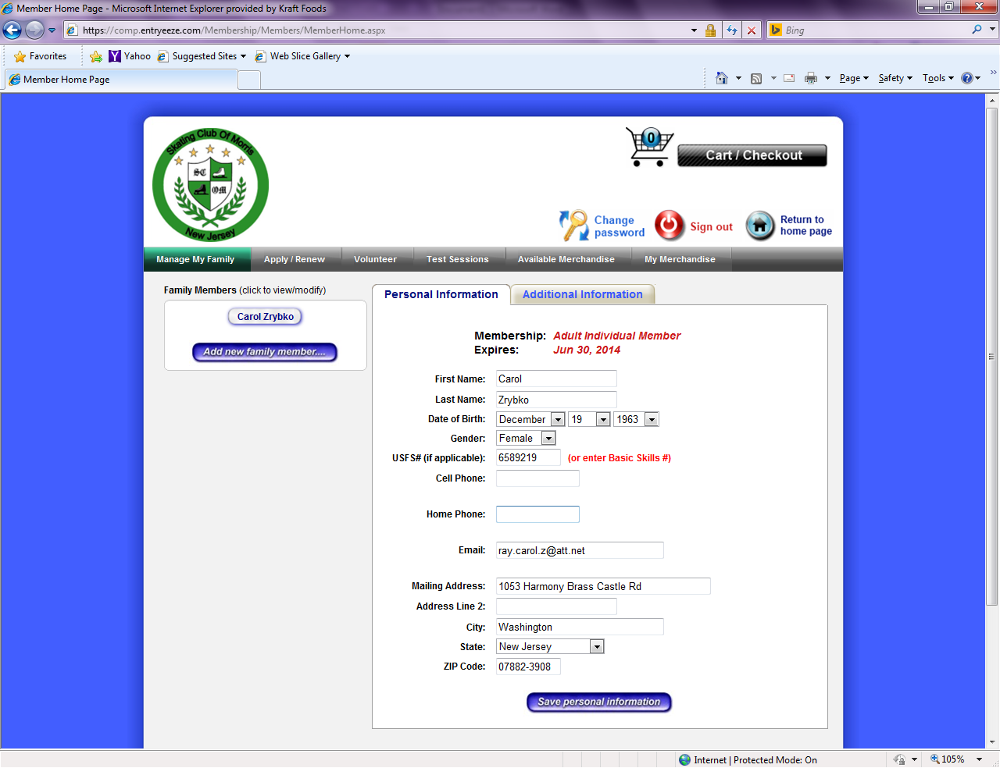 Member Home Page - Microsoft Internet Explorer provided by Kraft Foods
https://comp.entryeeze.com/Membership/Members/MemberHome.aspx
Bing
Favorites
Yahoo
Suggested Sites
Web Slice Gallery
Member Home Page
Page
Safety
Tools
Skating Club Of Morris
SC
OM
New Jersey
0
Cart / Checkout
Change password
Sign out
Return to home page
Manage My Family
Apply / Renew
Volunteer
Test Sessions
Available Merchandise
My Merchandise
Family Members (click to view/modify)
Carol Zrybko
Add new family member....
Personal Information
Additional Information
Membership: Adult Individual Member
Expires: Jun 30, 2014
First Name: Carol
Last Name: Zrybko
Date of Birth: December 19 1963
Gender: Female
USFS# (if applicable): 6589219 (or enter Basic Skills #)
Cell Phone:
Home Phone:
Email: ray.carol.z@att.net
Mailing Address: 1053 Harmony Brass Castle Rd
Address Line 2:
City: Washington
State: New Jersey
ZIP Code: 07882-3908
Save personal information
Internet | Protected Mode: On
105%